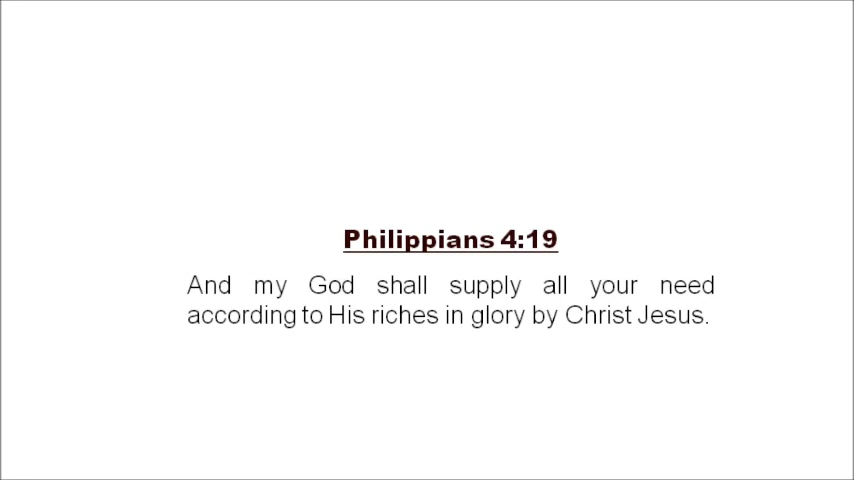 Philippians 4:19
And my God shall supply all your need
according to His riches in glory by Christ Jesus.